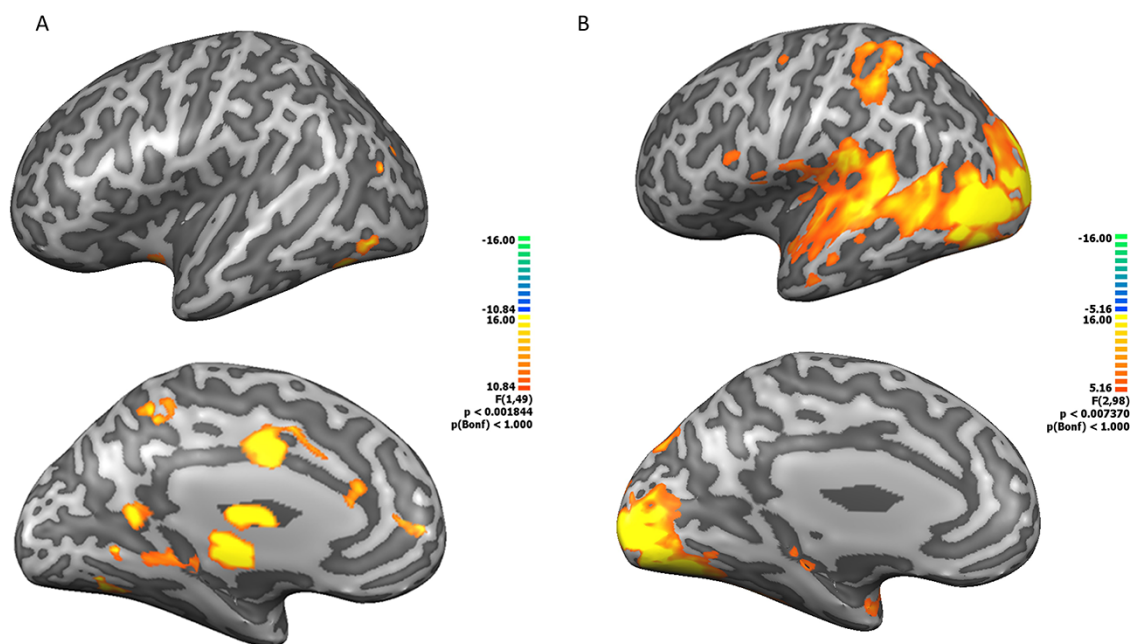 A
B
-16.00
-10.84
16.00
10.84
F(1,49)
p < 0.001844
p(Bonf) < 1.000
-16.00
-5.16
16.00
5.16
F(2,98)
p < 0.007370
p(Bonf) < 1.000